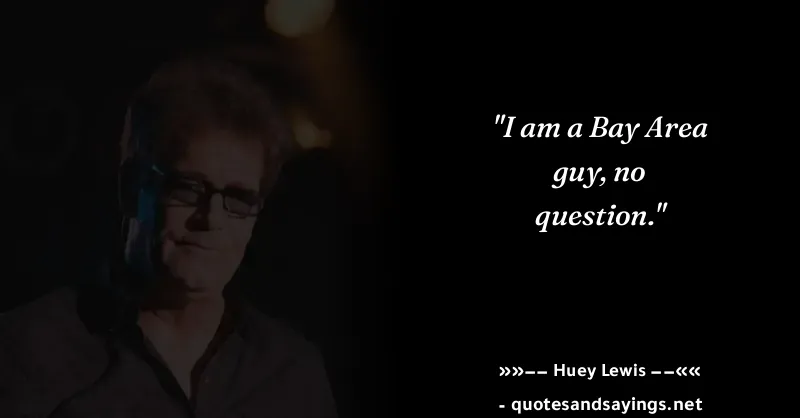 "I am a Bay Area
guy, no
question."
»»−− Huey Lewis −−««
- quotesandsayings.net